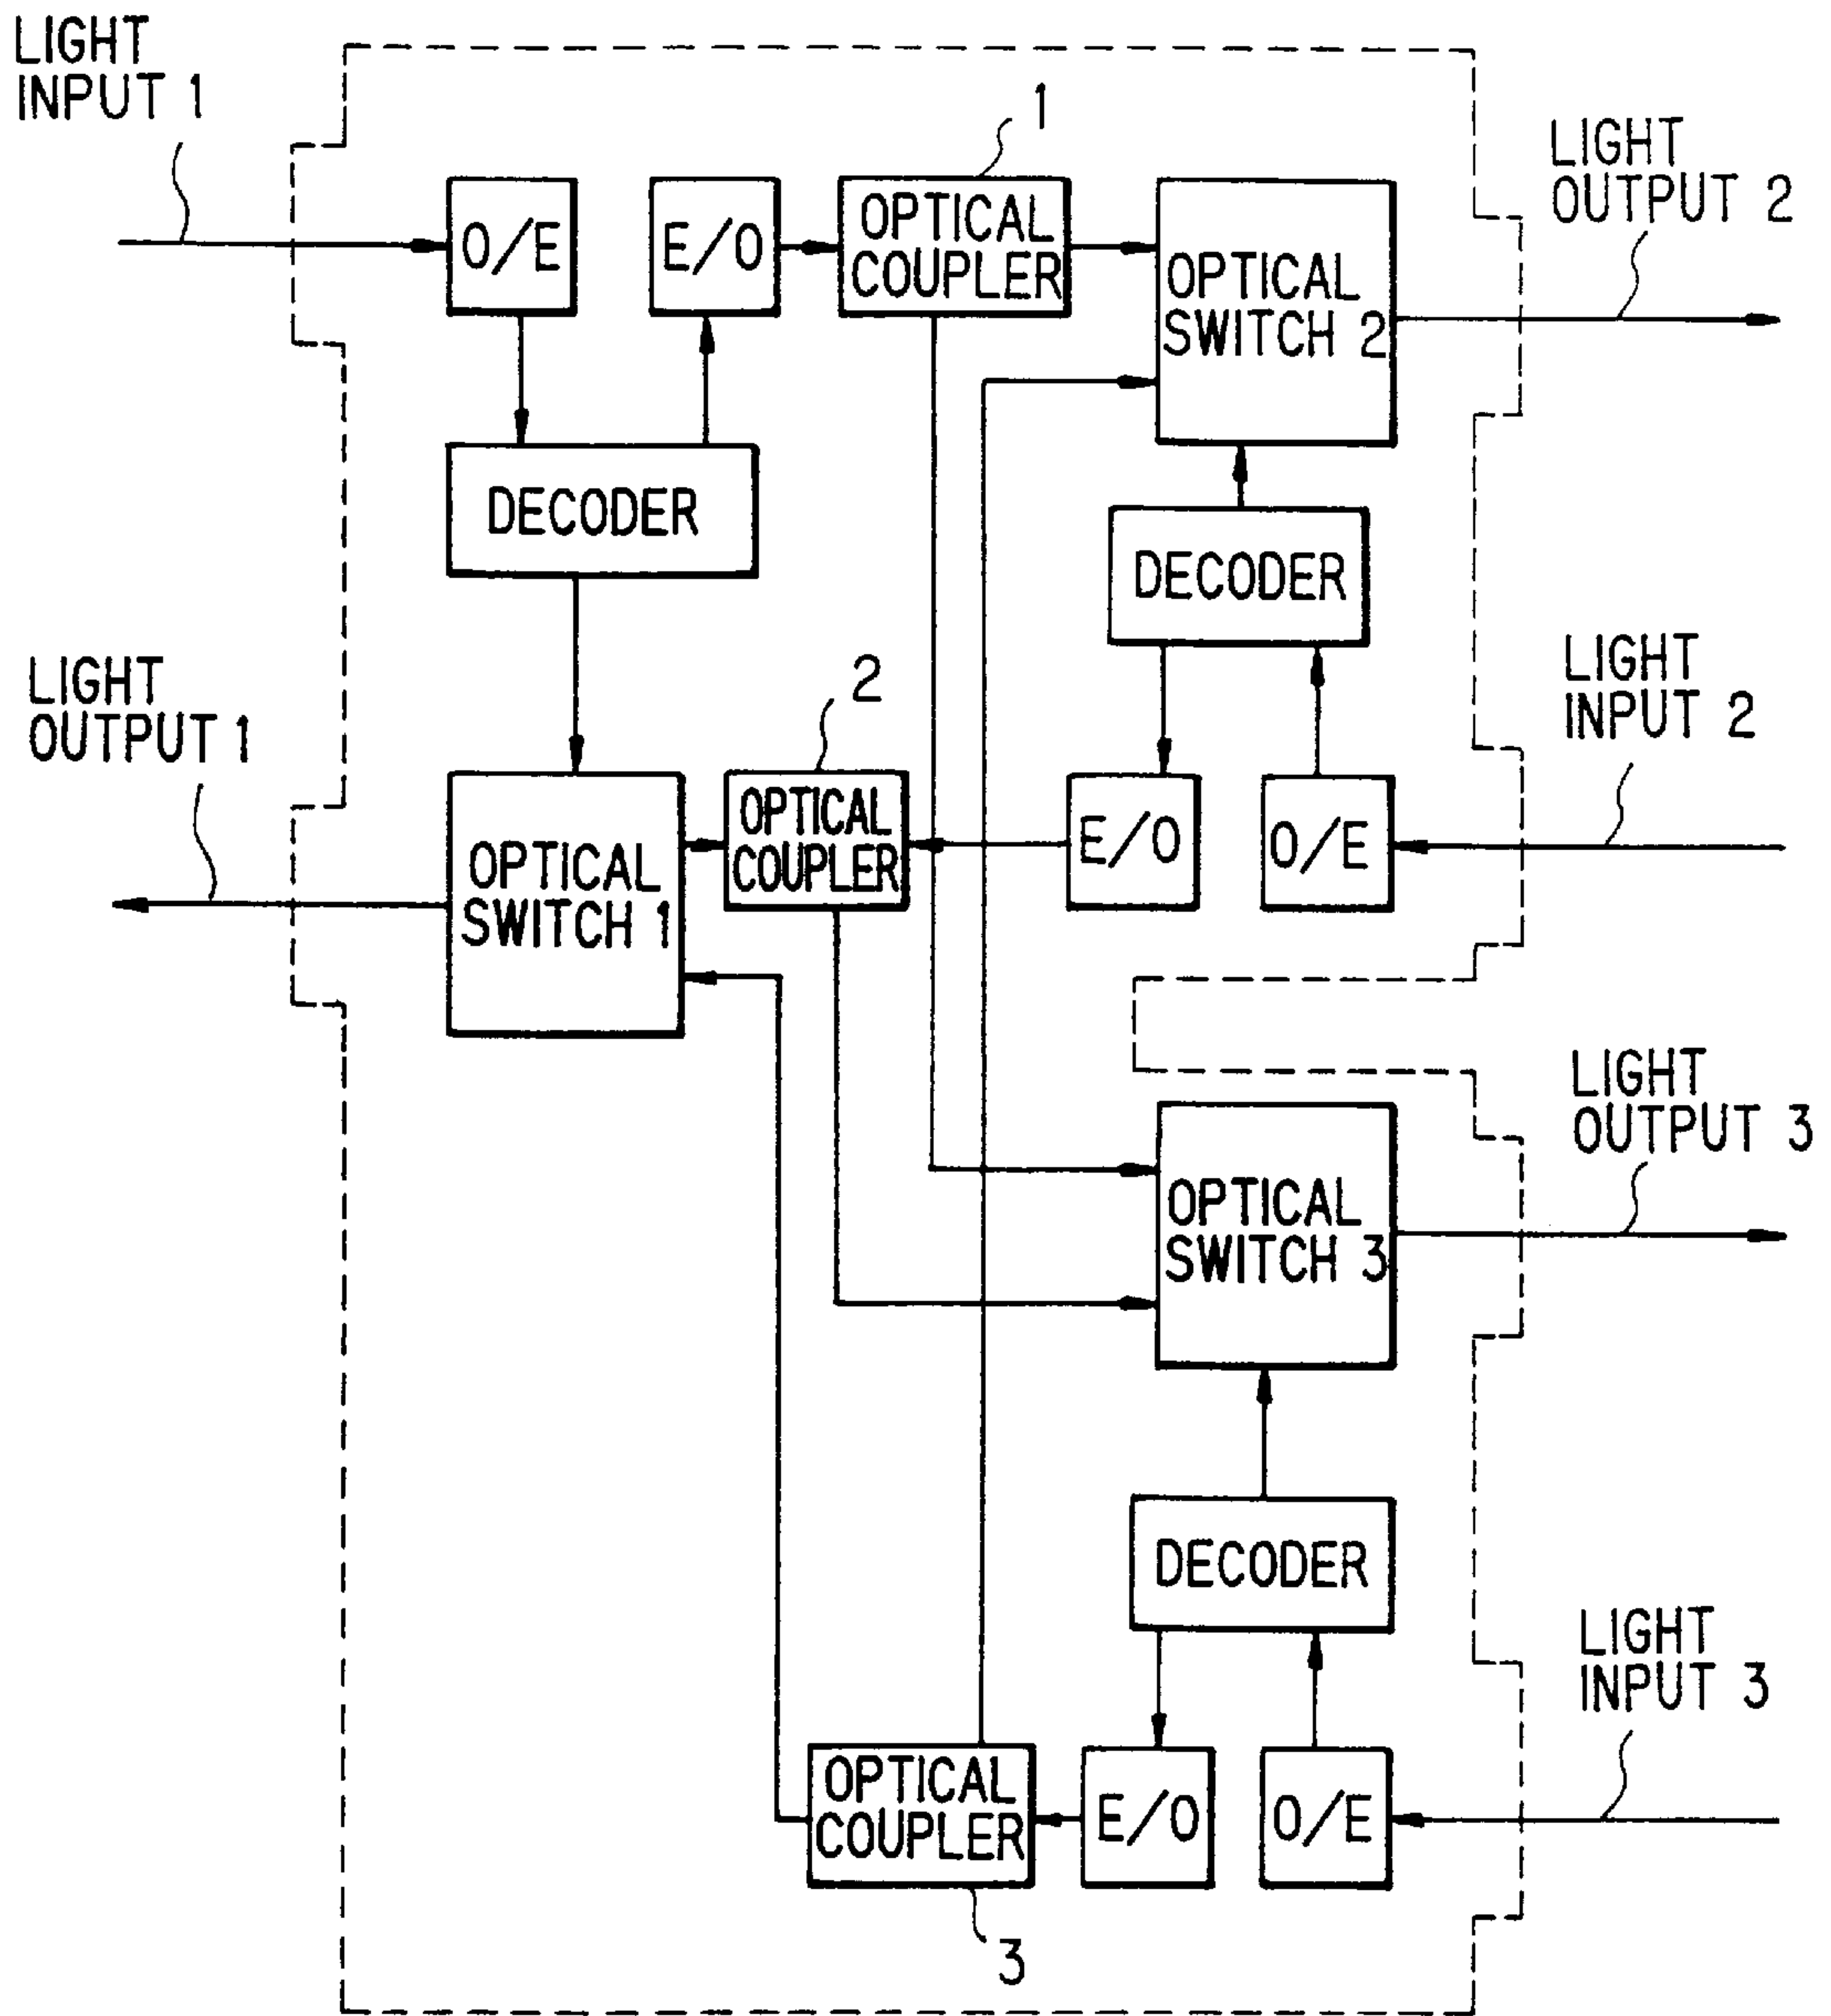 LIGHT
INPUT 1
1
LIGHT
OUTPUT 2
O/E
E/O
OPTICAL
COUPLER
OPTICAL
SWITCH 2
DECODER
DECODER
LIGHT
INPUT 2
LIGHT
OUTPUT 1
2
OPTICAL
COUPLER
E/O
O/E
OPTICAL
SWITCH 1
LIGHT
OUTPUT 3
OPTICAL
SWITCH 3
DECODER
LIGHT
INPUT 3
OPTICAL
COUPLER
E/O
O/E
3